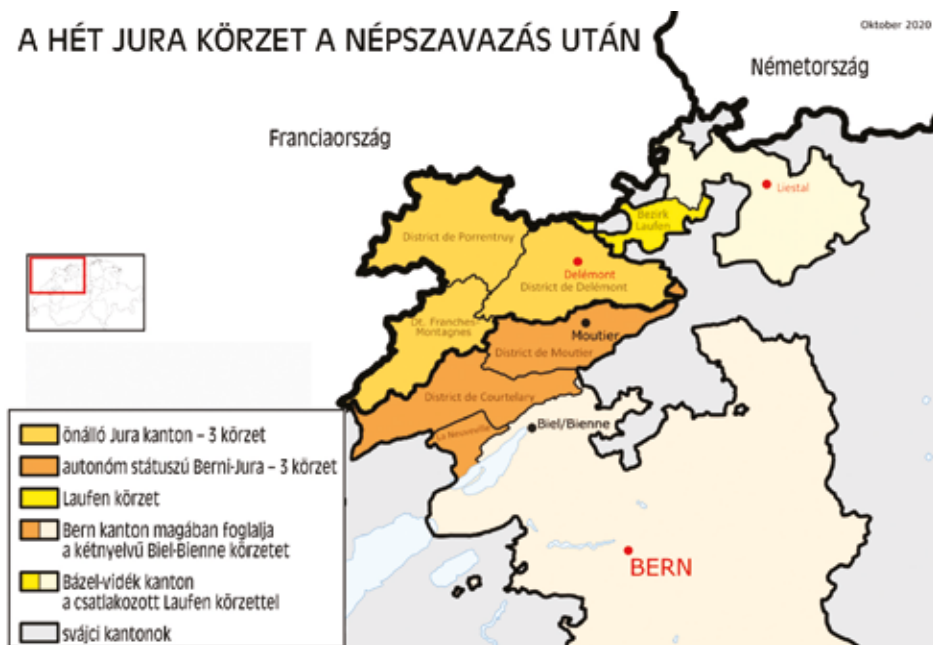 A HÉT JURA KÖRZET A NÉPSZAVAZÁS UTÁN
Oktober 2020
Németország
Franciaország
Liestal
Bezirk
Laufen
District de Porrentruy
Delémont
District de Delémont
Dt. Franches-
Montagnes
Moutier
District de Moutier
District de Courtelary
La Neuveville
Biel/Bienne
BERN
önálló Jura kanton – 3 körzet
autonóm státuszú Berni-Jura – 3 körzet
Laufen körzet
Bern kanton magában foglalja
a kétnyelvű Biel-Bienne körzetet
Bázel-vidék kanton
a csatlakozott Laufen körzettel
svájci kantonok